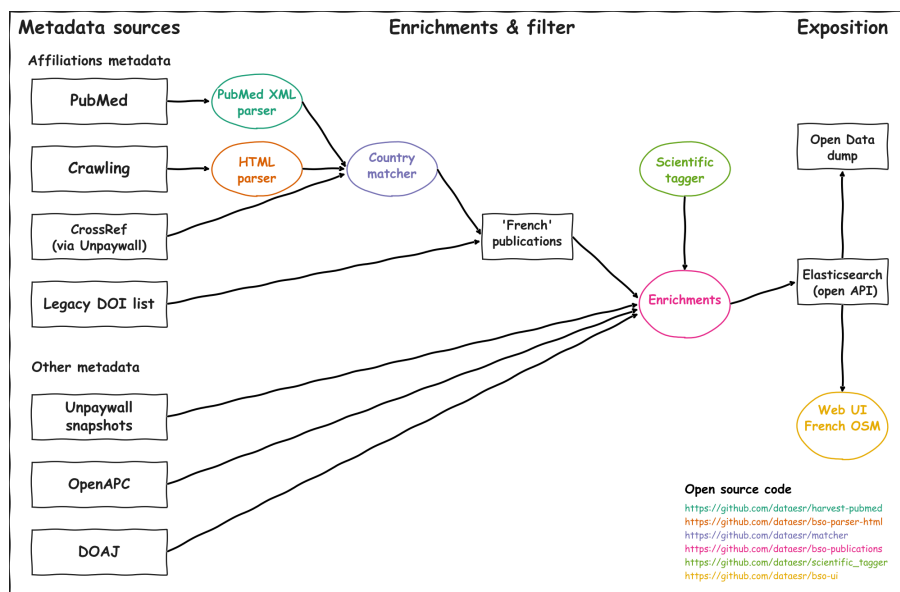 Metadata sources
Enrichments & filter
Exposition
Affiliations metadata
PubMed
PubMed XML
parser
Crawling
HTML
parser
Country
matcher
Scientific
tagger
Open Data
dump
CrossRef
(via Unpaywall)
'French'
publications
Legacy DOI list
Enrichments
Elasticsearch
(open API)
Other metadata
Unpaywall
snapshots
Web UI
French OSM
OpenAPC
DOAJ
Open source code
https://github.com/dataesr/harvest-pubmed
https://github.com/dataesr/bso-parser-html
https://github.com/dataesr/matcher
https://github.com/dataesr/bso-publications
https://github.com/dataesr/scientific_tagger
https://github.com/dataesr/bso-ui